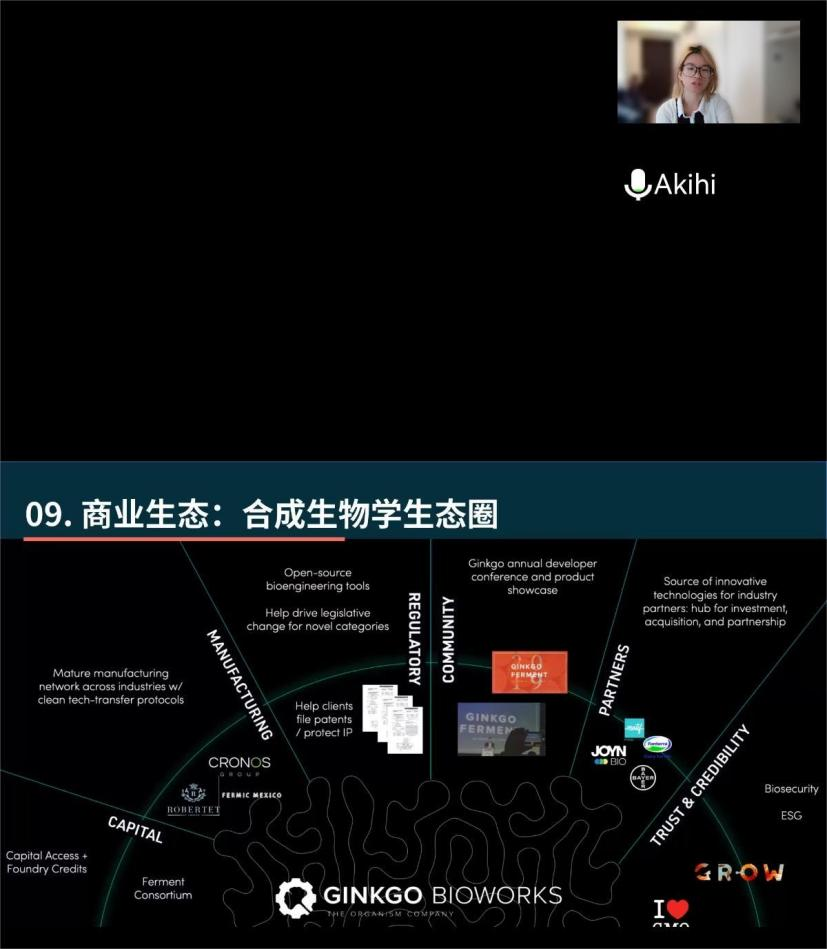 Akihi
09. 商业生态：合成生物学生态圈
Open-source
bioengineering tools
Help drive legislative
change for novel categories
REGULATORY
COMMUNITY
Ginkgo annual developer
conference and product
showcase
Source of innovative
technologies for industry
partners: hub for investment,
acquisition, and partnership
MANUFACTURING
Mature manufacturing
network across industries w/
clean tech-transfer protocols
Help clients
file patents
/ protect IP
GINKGO
FERMENT
GINKGO
FERMENT
PARTNERS
motif
JOYN
BIO
Fonterra
BAYER
TRUST & CREDIBILITY
CRONOS
GROUP
ROBERTET
FERMIC MEXICO
Biosecurity
ESG
CAPITAL
Capital Access +
Foundry Credits
Ferment
Consortium
GROW
GINKGO BIOWORKS
THE ORGANISM COMPANY
I
GMO